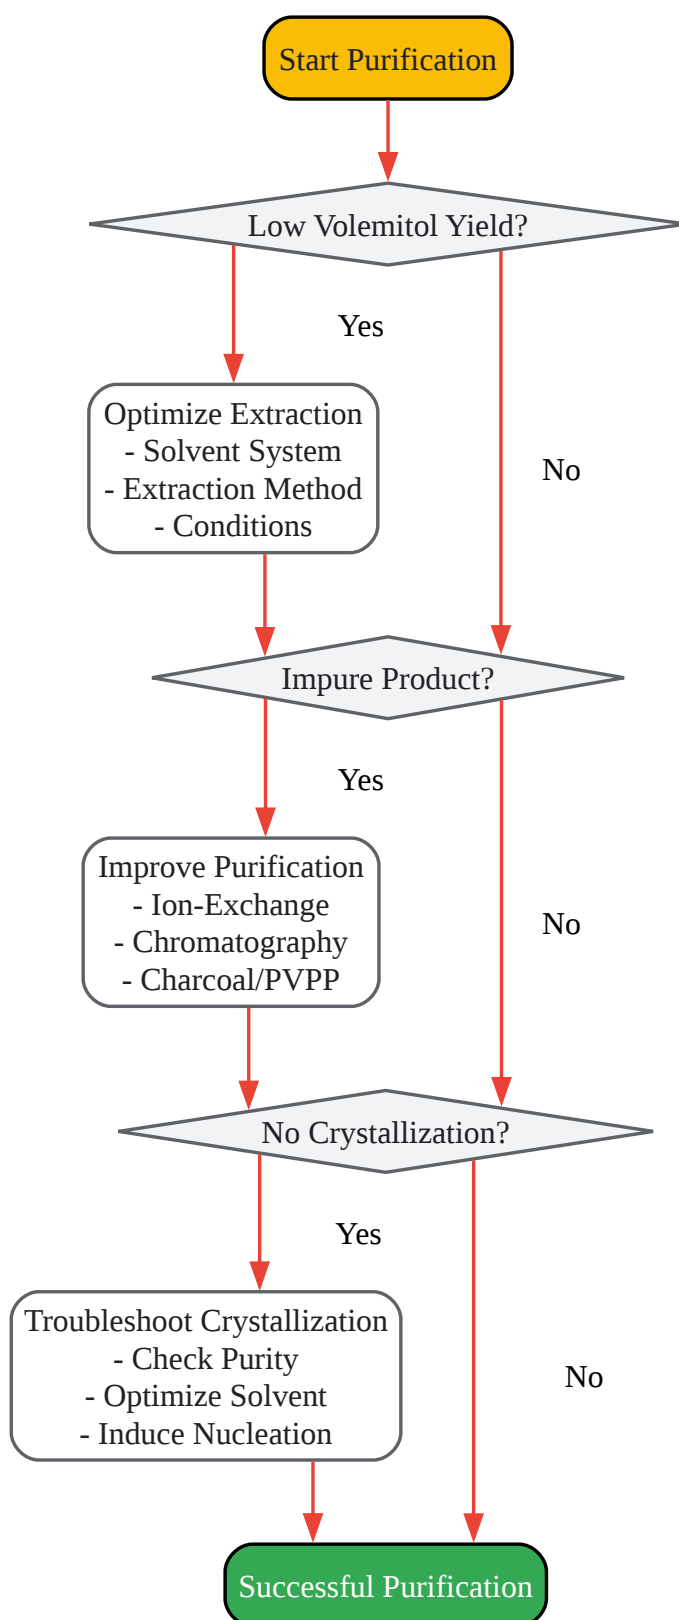 Start Purification
Low Volemitol Yield?
Yes
Optimize Extraction
- Solvent System
- Extraction Method
- Conditions
No
Impure Product?
Yes
Improve Purification
- Ion-Exchange
- Chromatography
- Charcoal/PVPP
No
No Crystallization?
Yes
Troubleshoot Crystallization
- Check Purity
- Optimize Solvent
- Induce Nucleation
No
Successful Purification